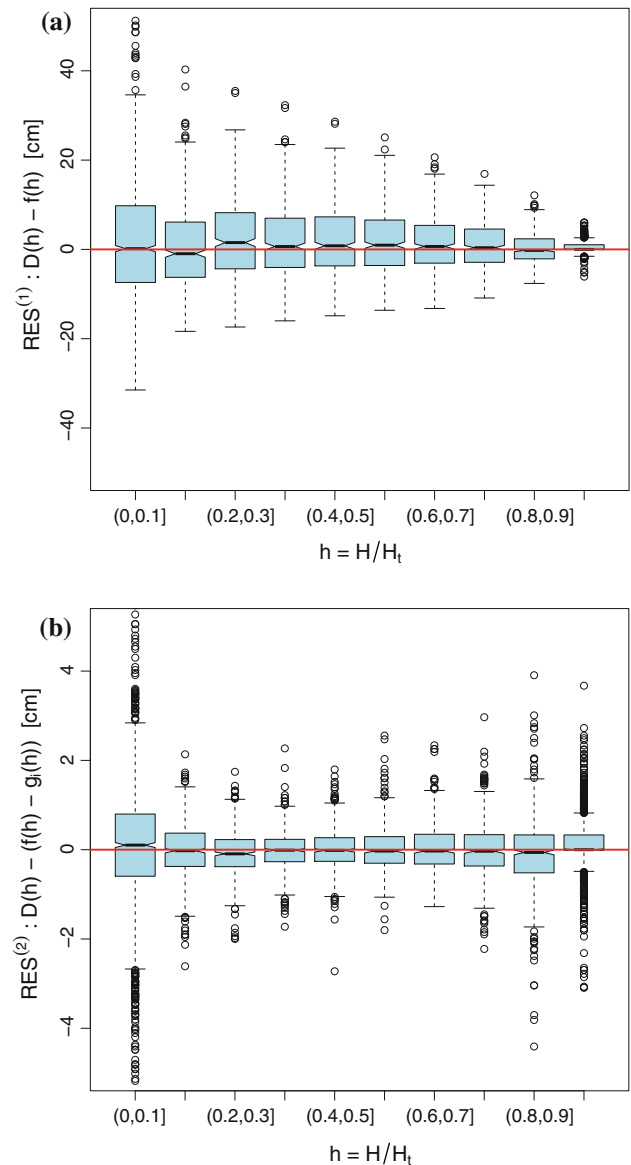 (a)
RES⁽¹⁾ : D(h) − f(h) [cm]
40
20
0
−20
−40
(0,0.1] (0.2,0.3] (0.4,0.5] (0.6,0.7] (0.8,0.9]
h = H/Hₜ
(b)
RES⁽²⁾ : D(h) − (f(h) − gᵢ(h)) [cm]
4
2
0
−2
−4
(0,0.1] (0.2,0.3] (0.4,0.5] (0.6,0.7] (0.8,0.9]
h = H/Hₜ